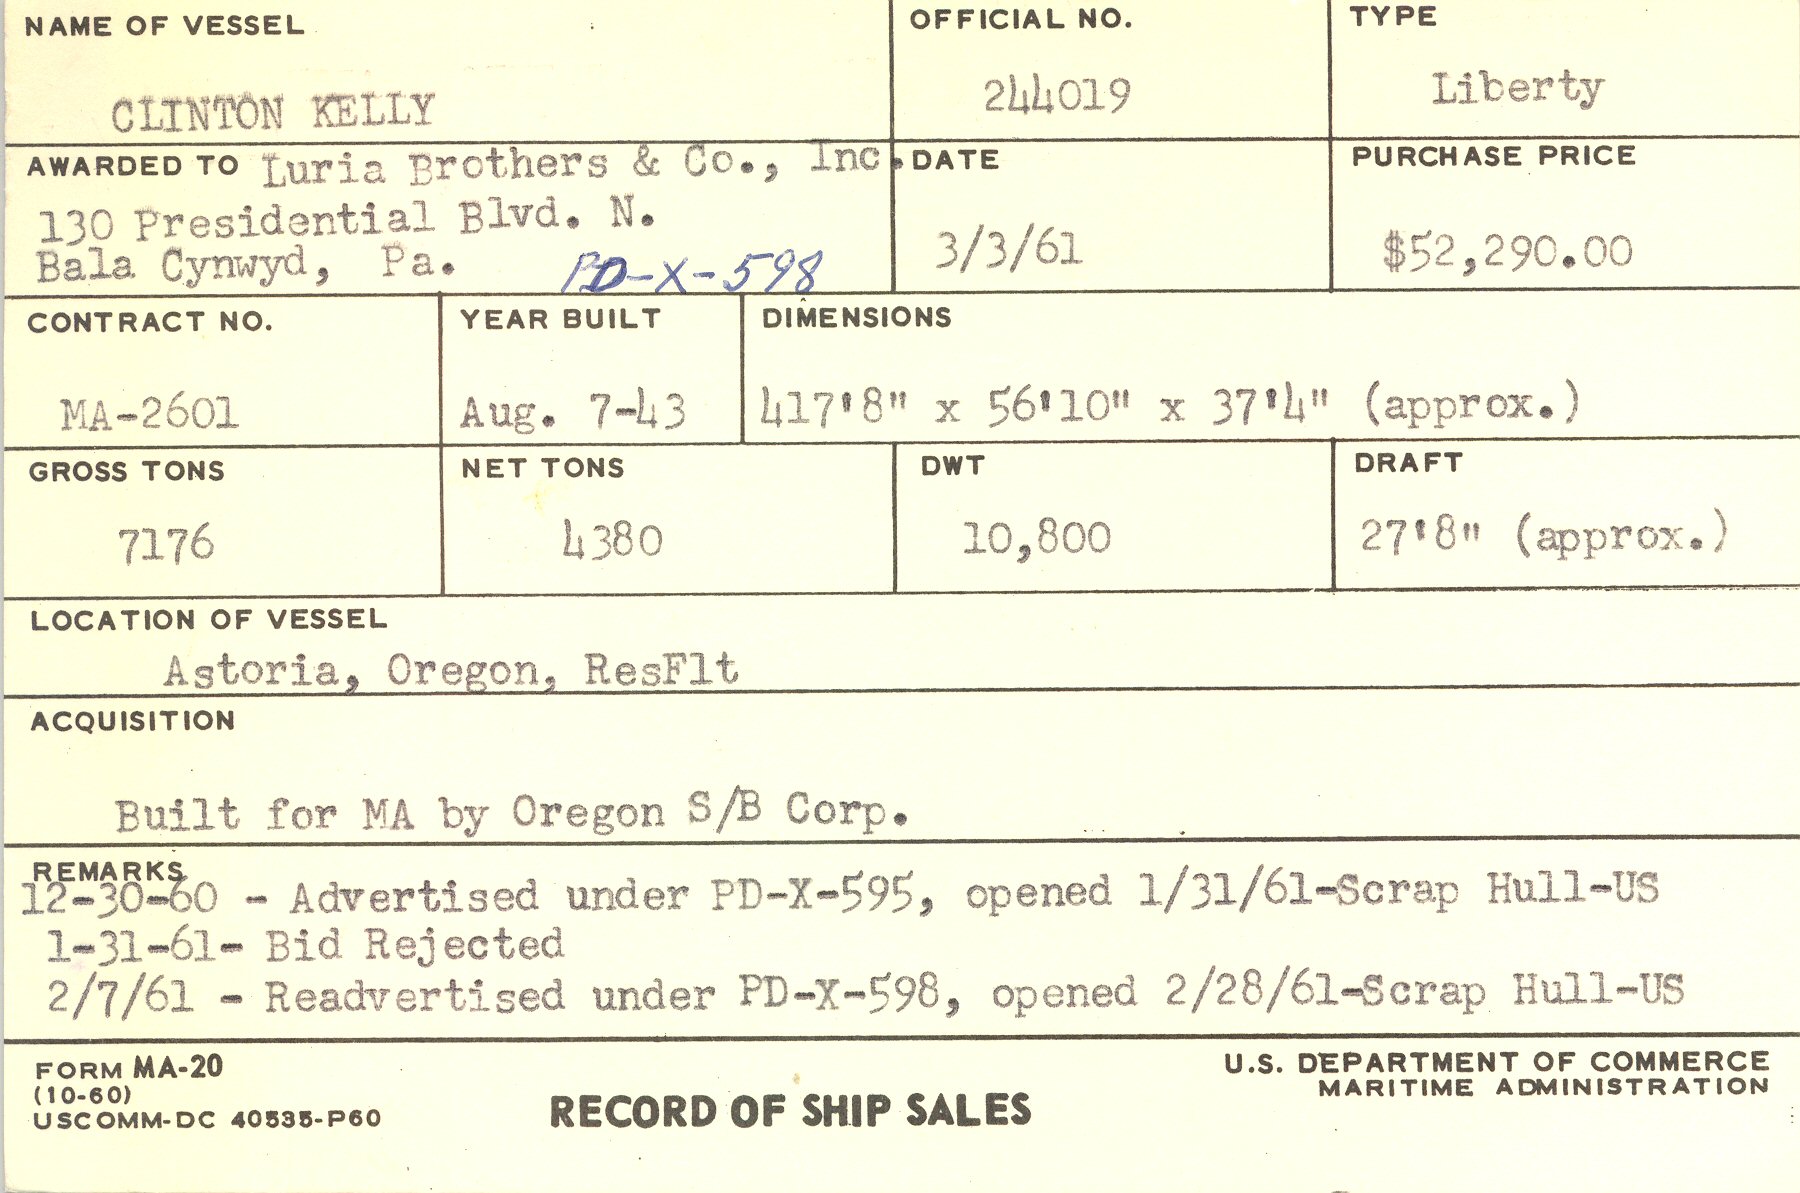 NAME OF VESSEL
CLINTON KELLY
OFFICIAL NO.
244019
TYPE
Liberty
AWARDED TO Luria Brothers & Co., Inc.
130 Presidential Blvd. N.
Bala Cynwyd, Pa.
PD-X-598
DATE
3/3/61
PURCHASE PRICE
$52,290.00
CONTRACT NO.
MA-2601
YEAR BUILT
Aug. 7-43
DIMENSIONS
417'8" x 56'10" x 37'4" (approx.)
GROSS TONS
7176
NET TONS
4380
DWT
10,800
DRAFT
27'8" (approx.)
LOCATION OF VESSEL
Astoria, Oregon, ResFlt
ACQUISITION
Built for MA by Oregon S/B Corp.
REMARKS
12-30-60 - Advertised under PD-X-595, opened 1/31/61-Scrap Hull-US
1-31-61- Bid Rejected
2/7/61 - Readvertised under PD-X-598, opened 2/28/61-Scrap Hull-US
FORM MA-20
(10-60)
USCOMM-DC 40535-P60
RECORD OF SHIP SALES
U.S. DEPARTMENT OF COMMERCE
MARITIME ADMINISTRATION